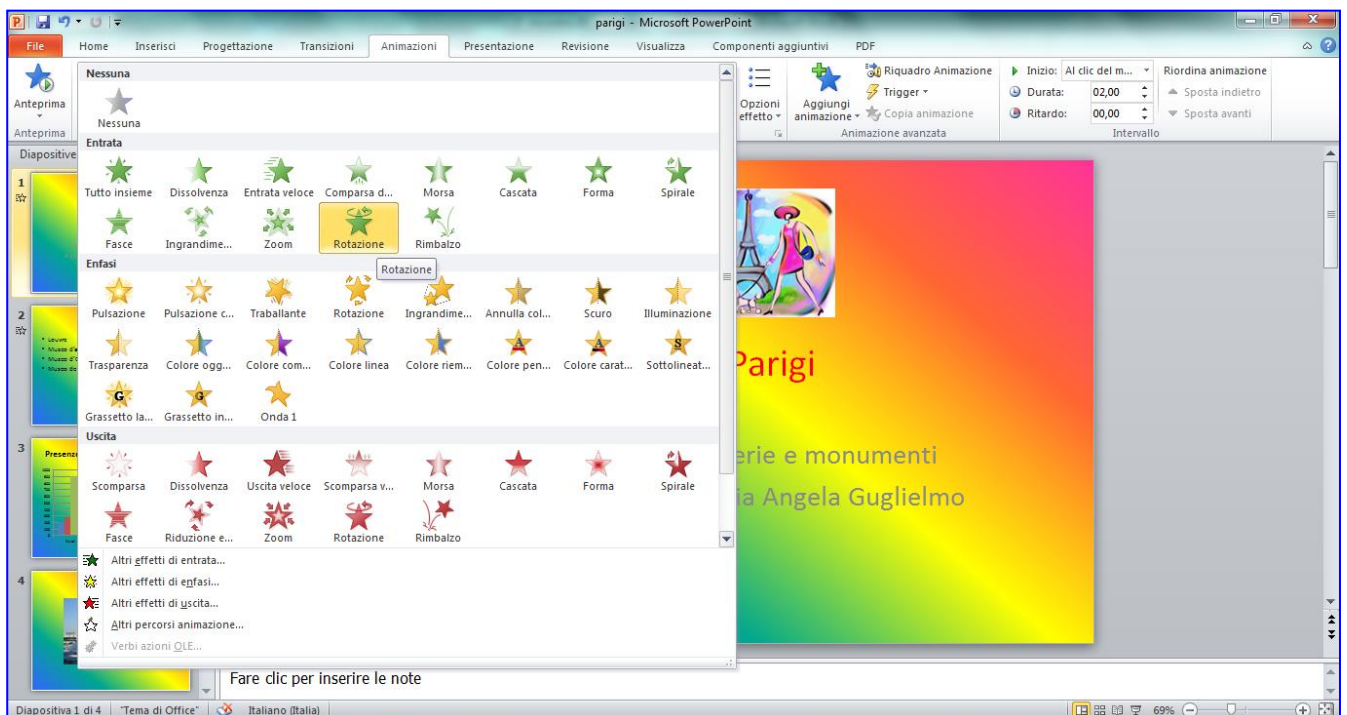 parigi - Microsoft PowerPoint
File Home Inserisci Progettazione Transizioni Animazioni Presentazione Revisione Visualizza Componenti aggiuntivi PDF
Anteprima
Anteprima
Opzioni effetto
Aggiungi animazione
Riquadro Animazione
Trigger
Copia animazione
Animazione avanzata
Inizio: Al clic del m...
Durata: 02,00
Ritardo: 00,00
Riordina animazione
Sposta indietro
Sposta avanti
Intervallo
Nessuna
Nessuna
Entrata
Tutto insieme Dissolvenza Entrata veloce Comparsa d... Morsa Cascata Forma Spirale
Fasce Ingrandime... Zoom Rotazione Rimbalzo
Rotazione
Enfasi
Pulsazione Pulsazione c... Traballante Rotazione Ingrandime... Annulla col... Scuro Illuminazione
Trasparenza Colore ogg... Colore com... Colore linea Colore riem... Colore pen... Colore carat... Sottolineat...
Grassetto la... Grassetto in... Onda 1
Uscita
Scomparsa Dissolvenza Uscita veloce Scomparsa v... Morsa Cascata Forma Spirale
Fasce Riduzione e... Zoom Rotazione Rimbalzo
Altri effetti di entrata...
Altri effetti di enfasi...
Altri effetti di uscita...
Altri percorsi animazione...
Verbi azioni OLE...
Diapositive
1
2
Louvre
3
4
Parigi
erie e monumenti
ia Angela Guglielmo
Fare clic per inserire le note
Diapositiva 1 di 4 "Tema di Office" Italiano (Italia) 69%